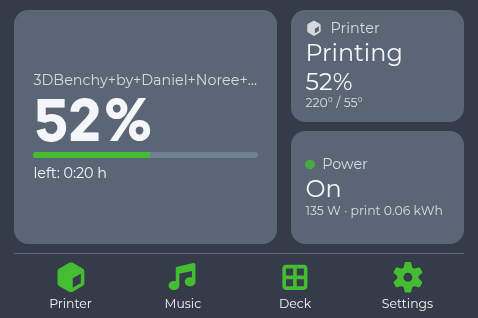 3DBenchy+by+Daniel+Noree+...
52%
left: 0:20 h
Printer
Printing
52%
220° / 55°
Power
On
135 W · print 0.06 kWh
Printer
Music
Deck
Settings